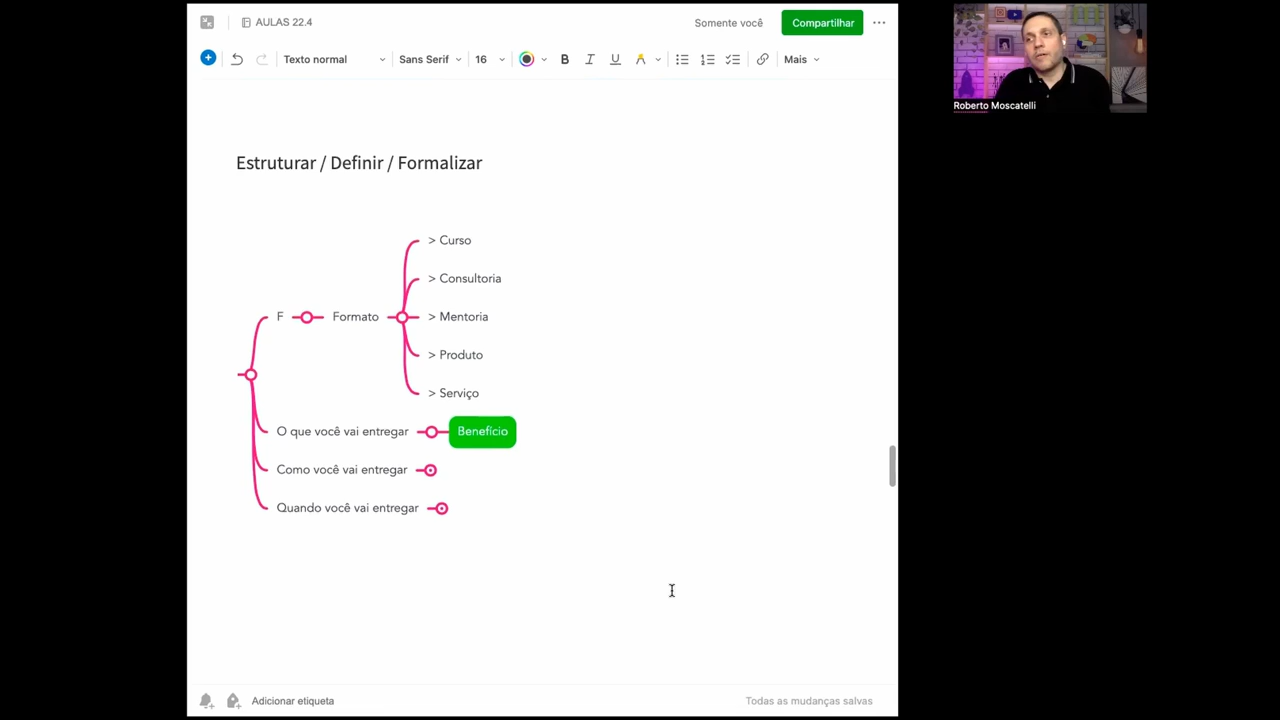 AULAS 22.4
Somente você
Compartilhar
Texto normal
Sans Serif
16
B
I
U
A
Mais
Roberto Moscatelli
Estruturar / Definir / Formalizar
> Curso
> Consultoria
F
Formato
> Mentoria
> Produto
> Serviço
O que você vai entregar
Benefício
Como você vai entregar
Quando você vai entregar
Adicionar etiqueta
Todas as mudanças salvas